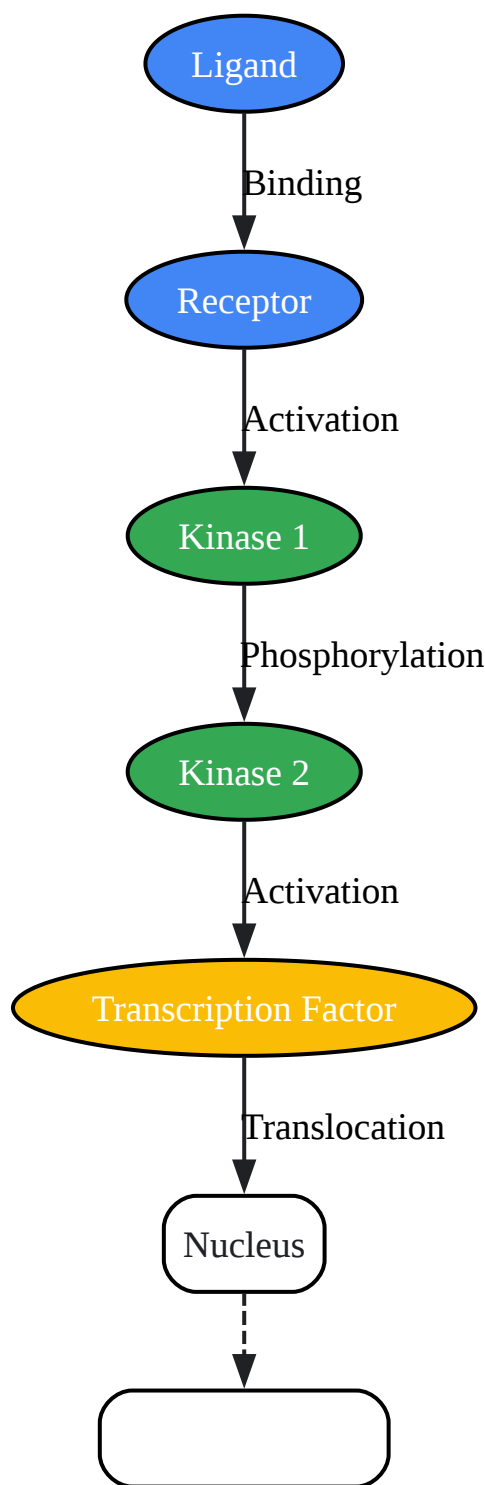 Ligand
Binding
Receptor
Activation
Kinase 1
Phosphorylation
Kinase 2
Activation
Transcription Factor
Translocation
Nucleus